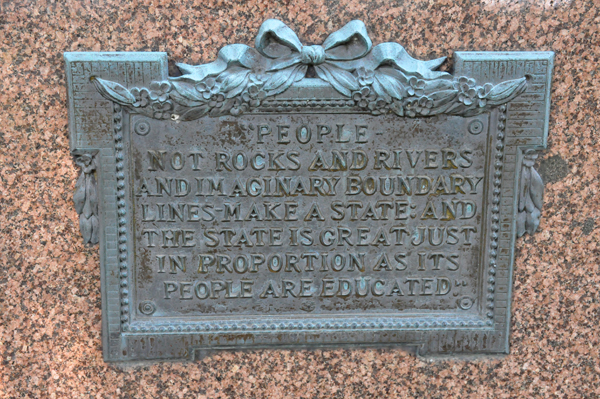 "PEOPLE-
NOT ROCKS AND RIVERS
AND IMAGINARY BOUNDARY
LINES-MAKE A STATE: AND
THE STATE IS GREAT JUST
IN PROPORTION AS ITS
PEOPLE ARE EDUCATED"